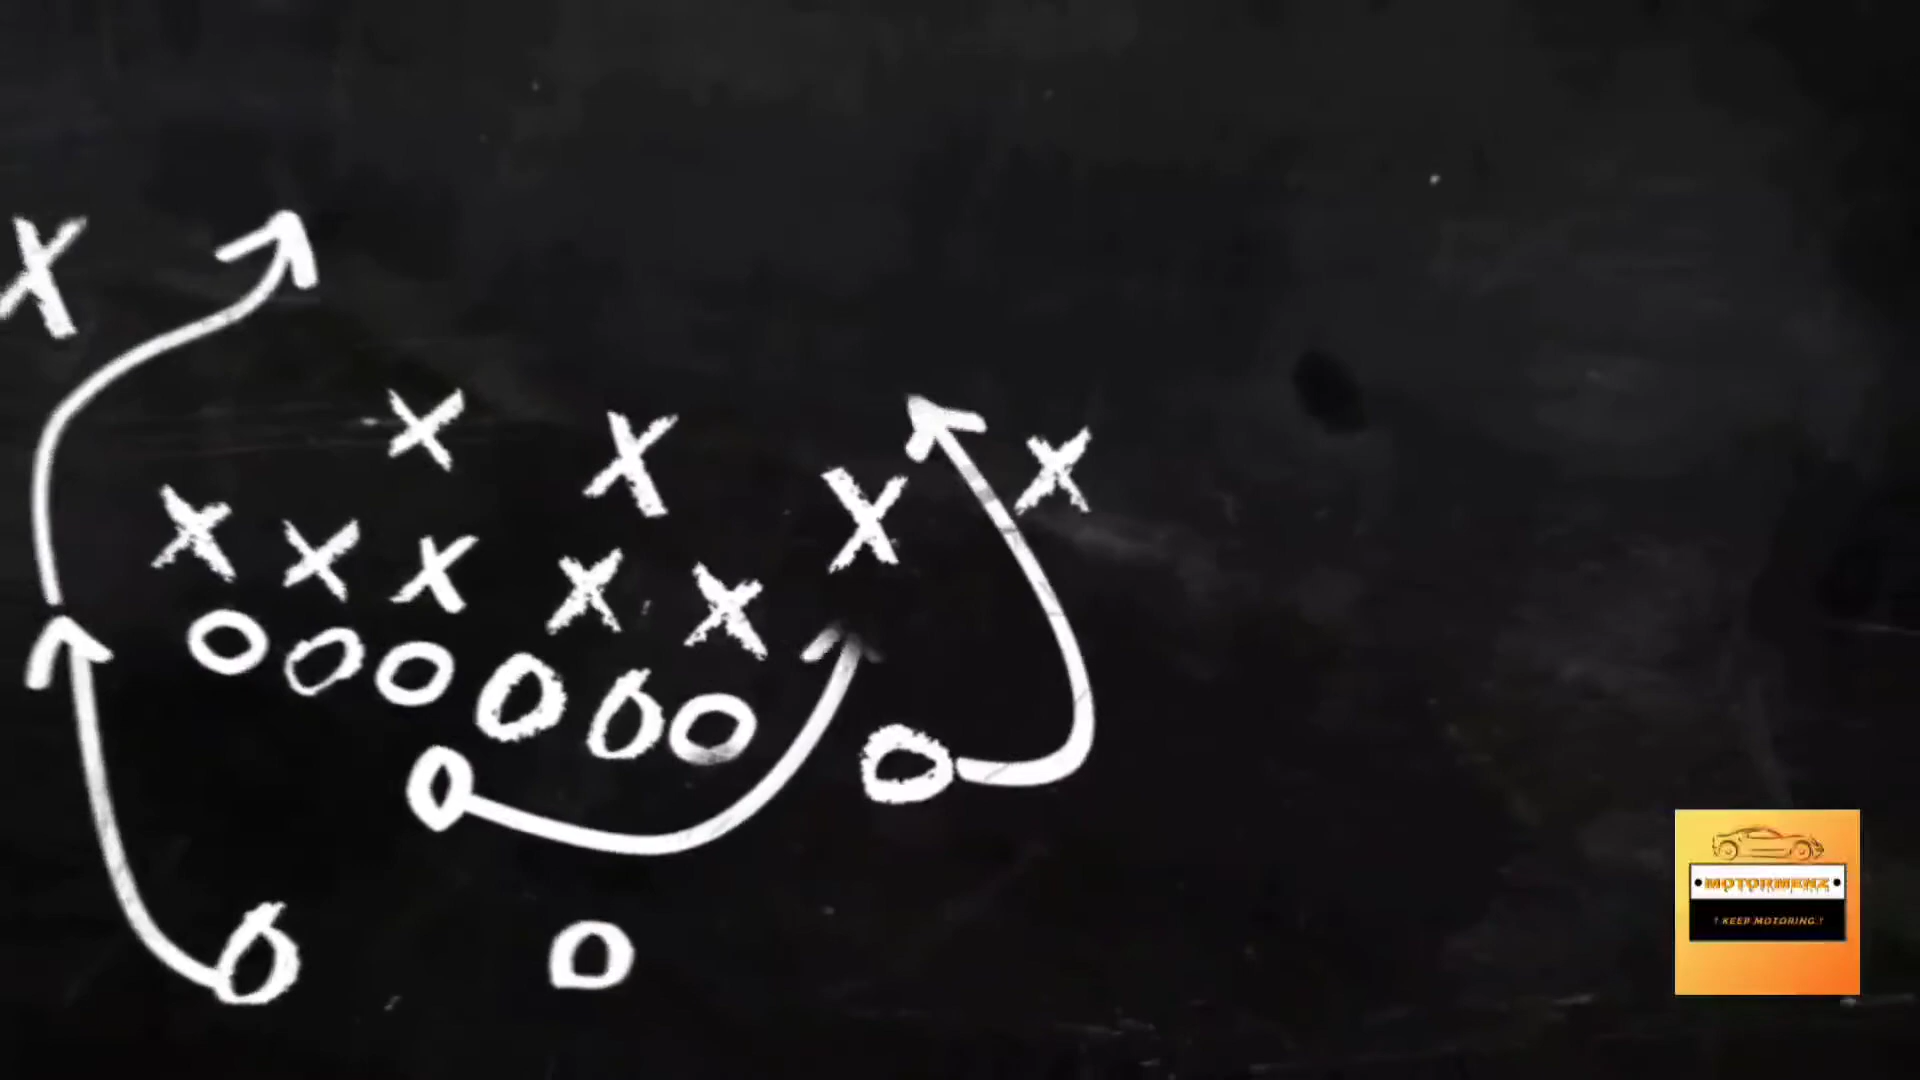 X
X
X
X
X
X
X X X
X
X
O O O O O O
O
O
O
O
• MOTORMENZ •
! KEEP MOTORING !